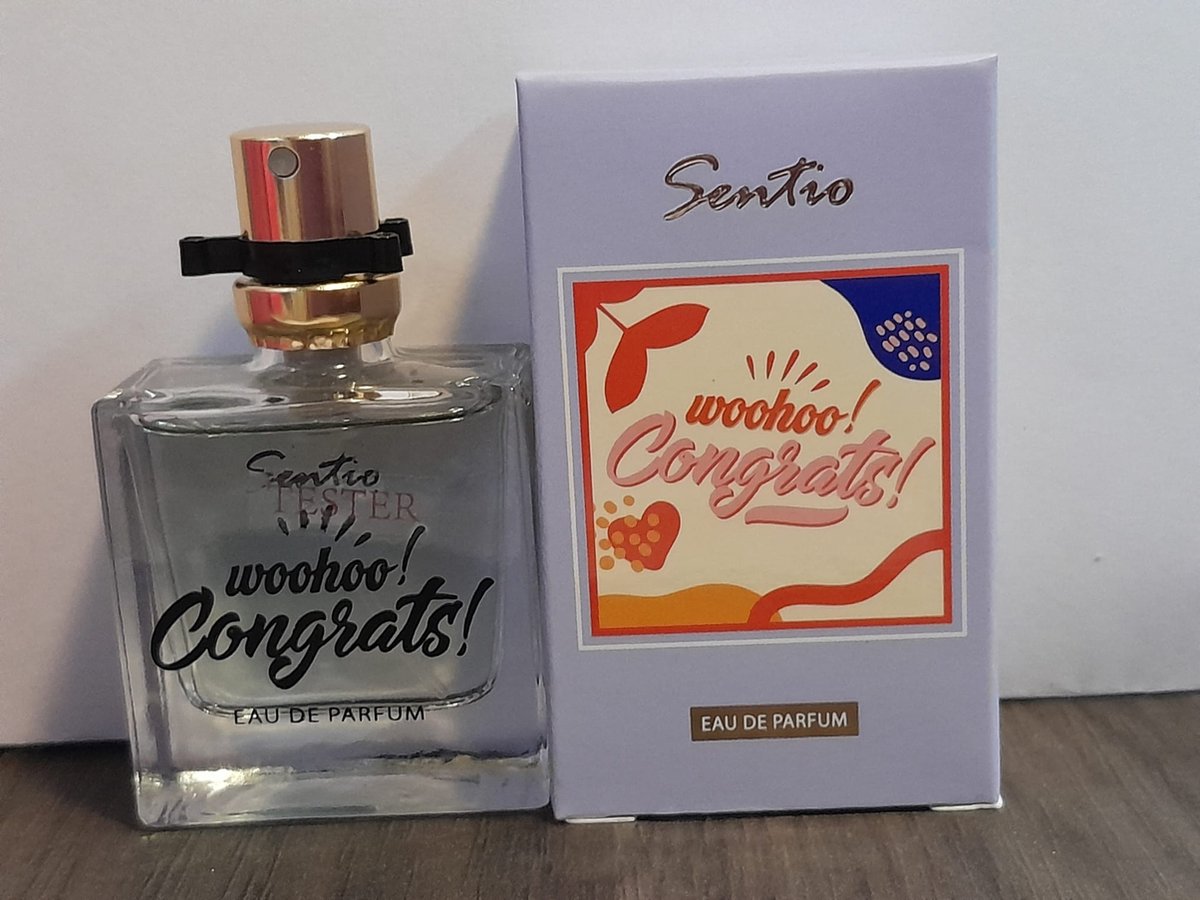 Sentio
TESTER
woohoo!
Congrats!
EAU DE PARFUM
Sentio
woohoo!
Congrats!
EAU DE PARFUM